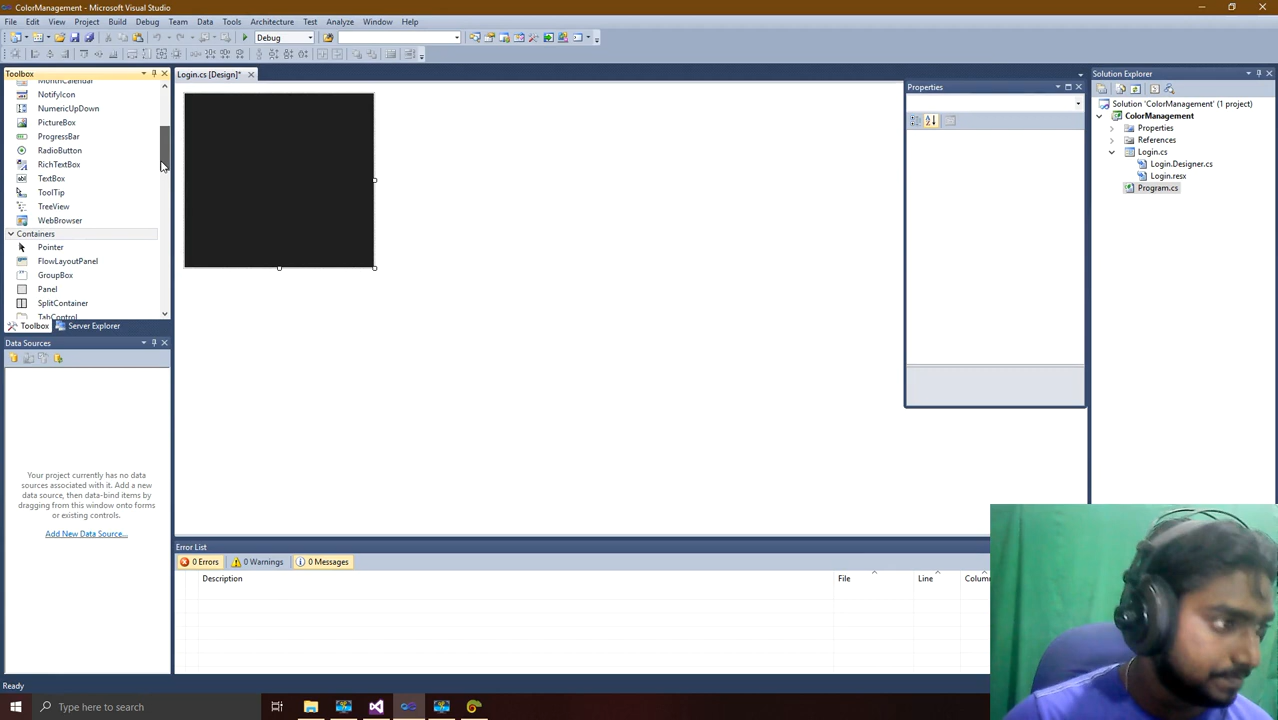 ColorManagement - Microsoft Visual Studio
File Edit View Project Build Debug Team Data Tools Architecture Test Analyze Window Help
Debug
Toolbox
Login.cs [Design]*
Properties
Solution Explorer
MonthCalendar
NotifyIcon
NumericUpDown
PictureBox
ProgressBar
RadioButton
RichTextBox
TextBox
ToolTip
TreeView
WebBrowser
Containers
Pointer
FlowLayoutPanel
GroupBox
Panel
SplitContainer
TabControl
Toolbox Server Explorer
Solution 'ColorManagement' (1 project)
ColorManagement
Properties
References
Login.cs
Login.Designer.cs
Login.resx
Program.cs
Data Sources
Your project currently has no data
sources associated with it. Add a new
data source, then data-bind items by
dragging from this window onto forms
or existing controls.
Add New Data Source...
Error List
0 Errors 0 Warnings 0 Messages
Description File Line Column
Ready
Type here to search